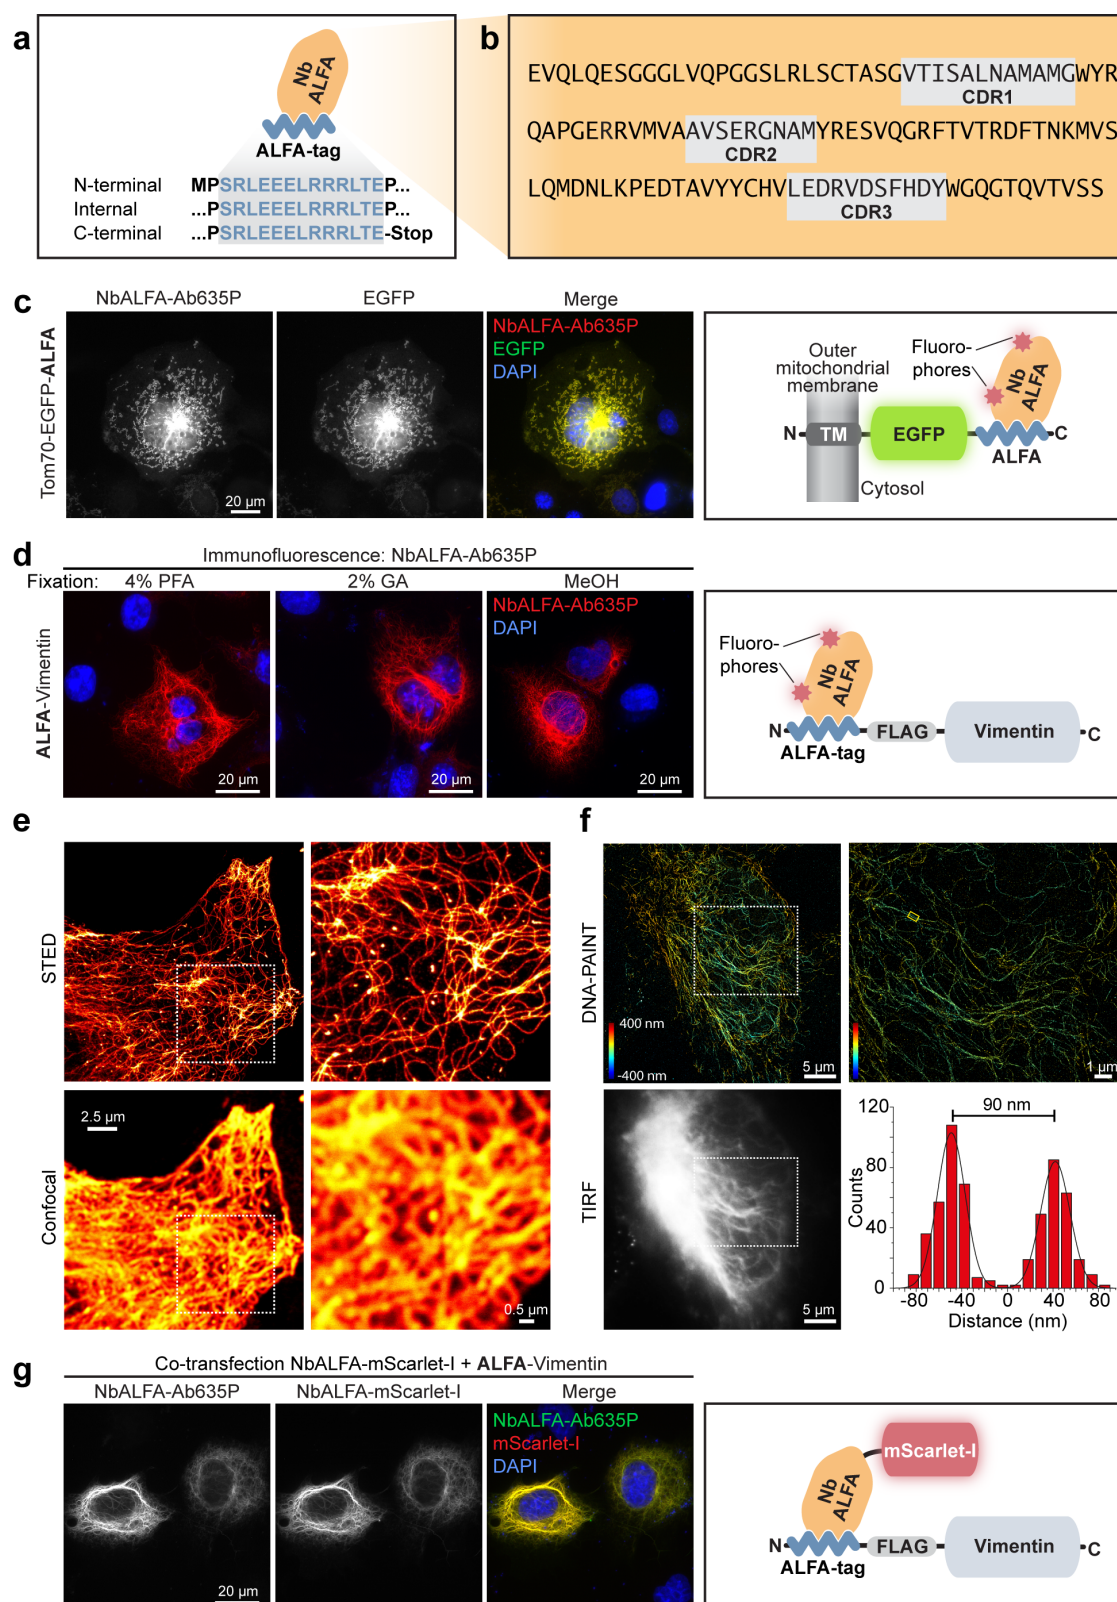 a
Nb
ALFA
ALFA-tag
N-terminal MPSRLEEELRRRLTEP...
Internal ...PSRLEEELRRRLTEP...
C-terminal ...PSRLEEELRRRLTE-Stop
b
EVQLQESGGGLVQPGGSLRLSCTASGVTISALNAMAMGWYR
CDR1
QAPGERRVMVAAVSERGNAMYRESVQGRFTVTRDFTNKMVS
CDR2
LQMDNLKPEDTAVYYCHVLEDRVDSFHDYWGQGTQVTVSS
CDR3
c
NbALFA-Ab635P EGFP Merge
Tom70-EGFP-ALFA
NbALFA-Ab635P
EGFP
DAPI
20 µm
Outer
mitochondrial
membrane
Fluoro-
phores
Nb
ALFA
N TM EGFP C
ALFA
Cytosol
d
Immunofluorescence: NbALFA-Ab635P
Fixation: 4% PFA 2% GA MeOH
ALFA-Vimentin
NbALFA-Ab635P
DAPI
20 µm 20 µm 20 µm
Fluoro-
phores
Nb
ALFA
N FLAG Vimentin C
ALFA-tag
e
STED
Confocal
2.5 µm
0.5 µm
f
DNA-PAINT
400 nm
-400 nm
5 µm
1 µm
TIRF
5 µm
90 nm
120
80
40
0
Counts
-80 -40 0 40 80
Distance (nm)
g
Co-transfection NbALFA-mScarlet-I + ALFA-Vimentin
NbALFA-Ab635P NbALFA-mScarlet-I Merge
NbALFA-Ab635P
mScarlet-I
DAPI
20 µm
mScarlet-I
Nb
ALFA
N FLAG Vimentin C
ALFA-tag